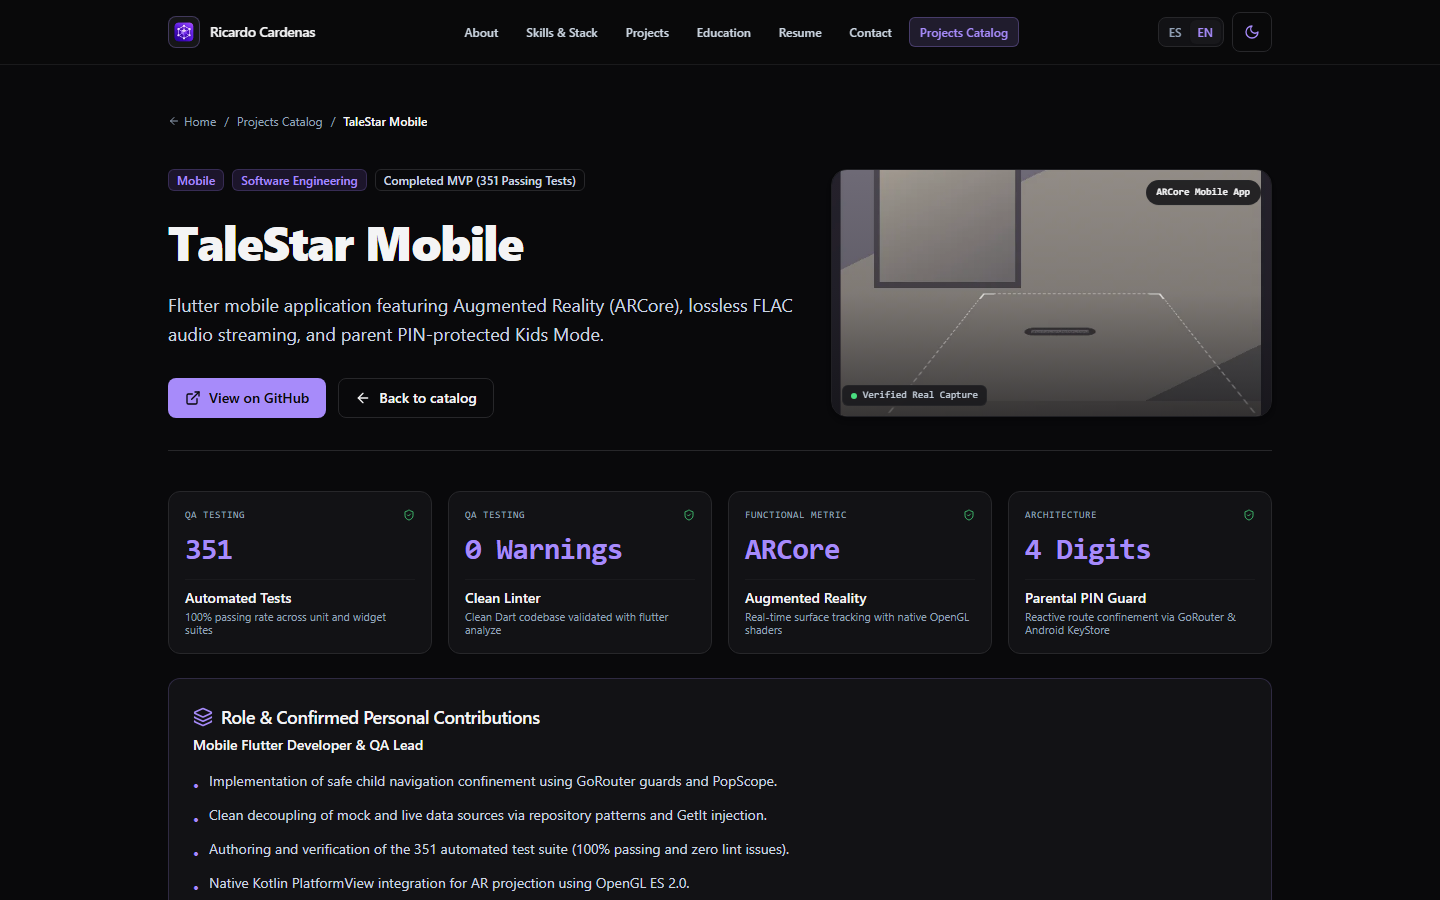 Ricardo Cardenas
About
Skills & Stack
Projects
Education
Resume
Contact
Projects Catalog
ES
EN
Home / Projects Catalog / TaleStar Mobile
Mobile
Software Engineering
Completed MVP (351 Passing Tests)
TaleStar Mobile
Flutter mobile application featuring Augmented Reality (ARCore), lossless FLAC
audio streaming, and parent PIN-protected Kids Mode.
View on GitHub
Back to catalog
ARCore Mobile App
Verified Real Capture
QA TESTING
351
Automated Tests
100% passing rate across unit and widget
suites
QA TESTING
0 Warnings
Clean Linter
Clean Dart codebase validated with flutter
analyze
FUNCTIONAL METRIC
ARCore
Augmented Reality
Real-time surface tracking with native OpenGL
shaders
ARCHITECTURE
4 Digits
Parental PIN Guard
Reactive route confinement via GoRouter &
Android KeyStore
Role & Confirmed Personal Contributions
Mobile Flutter Developer & QA Lead
• Implementation of safe child navigation confinement using GoRouter guards and PopScope.
• Clean decoupling of mock and live data sources via repository patterns and GetIt injection.
• Authoring and verification of the 351 automated test suite (100% passing and zero lint issues).
• Native Kotlin PlatformView integration for AR projection using OpenGL ES 2.0.